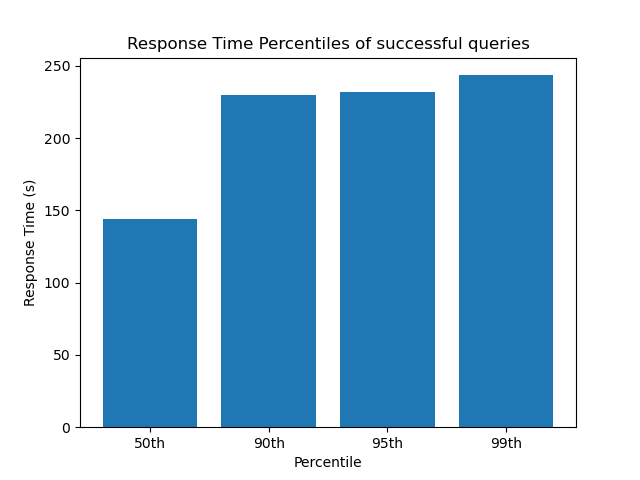 Response Time Percentiles of successful queries
250
200
150
100
50
0
Response Time (s)
50th 90th 95th 99th
Percentile